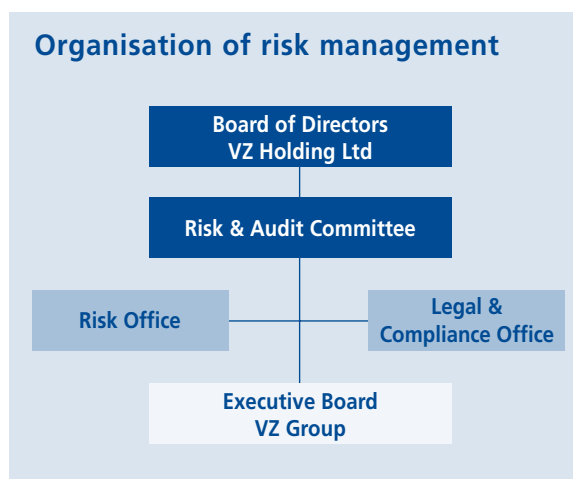 Organisation of risk management
Board of Directors
VZ Holding Ltd
Risk & Audit Committee
Risk Office
Legal &
Compliance Office
Executive Board
VZ Group